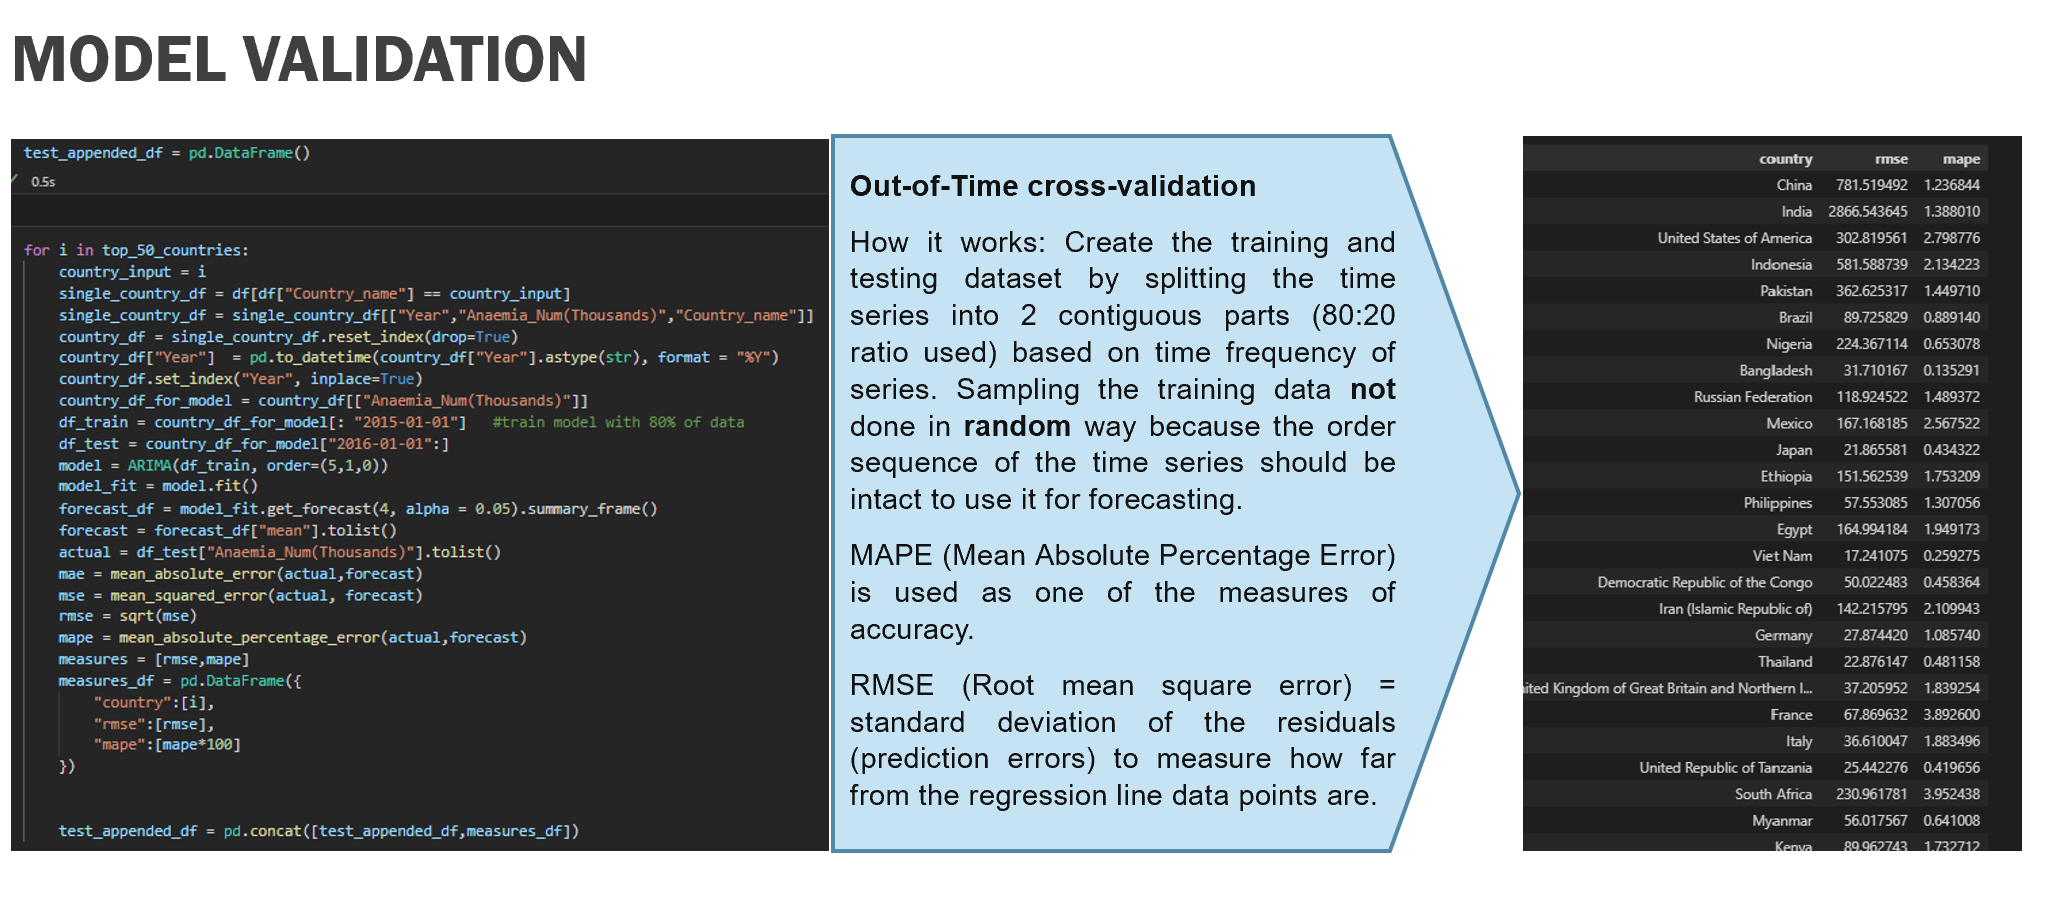 MODEL VALIDATION
test_appended_df = pd.DataFrame()
0.5s
for i in top_50_countries:
country_input = i
single_country_df = df[df["Country_name"] == country_input]
single_country_df = single_country_df[["Year","Anaemia_Num(Thousands)","Country_name"]]
country_df = single_country_df.reset_index(drop=True)
country_df["Year"]  = pd.to_datetime(country_df["Year"].astype(str), format = "%Y")
country_df.set_index("Year", inplace=True)
country_df_for_model = country_df[["Anaemia_Num(Thousands)"]]
df_train = country_df_for_model[: "2015-01-01"]   #train model with 80% of data
df_test = country_df_for_model["2016-01-01":]
model = ARIMA(df_train, order=(5,1,0))
model_fit = model.fit()
forecast_df = model_fit.get_forecast(4, alpha = 0.05).summary_frame()
forecast = forecast_df["mean"].tolist()
actual = df_test["Anaemia_Num(Thousands)"].tolist()
mae = mean_absolute_error(actual,forecast)
mse = mean_squared_error(actual, forecast)
rmse = sqrt(mse)
mape = mean_absolute_percentage_error(actual,forecast)
measures = [rmse,mape]
measures_df = pd.DataFrame({
"country":[i],
"rmse":[rmse],
"mape":[mape*100]
})
test_appended_df = pd.concat([test_appended_df,measures_df])
Out-of-Time cross-validation
How it works: Create the training and
testing dataset by splitting the time
series into 2 contiguous parts (80:20
ratio used) based on time frequency of
series. Sampling the training data not
done in random way because the order
sequence of the time series should be
intact to use it for forecasting.
MAPE (Mean Absolute Percentage Error)
is used as one of the measures of
accuracy.
RMSE (Root mean square error) =
standard deviation of the residuals
(prediction errors) to measure how far
from the regression line data points are.
country rmse mape
China 781.519492 1.236844
India 2866.543645 1.388010
United States of America 302.819561 2.798776
Indonesia 581.588739 2.134223
Pakistan 362.625317 1.449710
Brazil 89.725829 0.889140
Nigeria 224.367114 0.653078
Bangladesh 31.710167 0.135291
Russian Federation 118.924522 1.489372
Mexico 167.168185 2.567522
Japan 21.865581 0.434322
Ethiopia 151.562539 1.753209
Philippines 57.553085 1.307056
Egypt 164.994184 1.949173
Viet Nam 17.241075 0.259275
Democratic Republic of the Congo 50.022483 0.458364
Iran (Islamic Republic of) 142.215795 2.109943
Germany 27.874420 1.085740
Thailand 22.876147 0.481158
ited Kingdom of Great Britain and Northern I... 37.205952 1.839254
France 67.869632 3.892600
Italy 36.610047 1.883496
United Republic of Tanzania 25.442276 0.419656
South Africa 230.961781 3.952438
Myanmar 56.017567 0.641008
Kenya 89.962743 1.732712